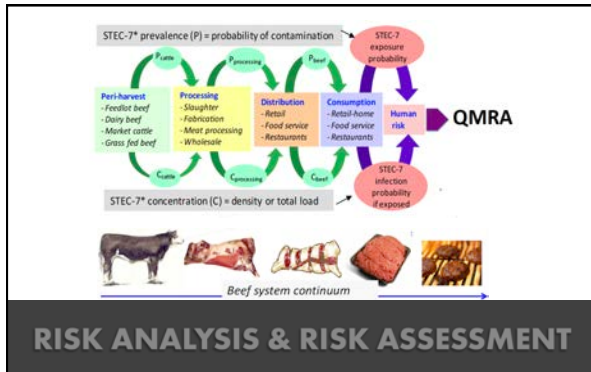 STEC-7* prevalence (P) = probability of contamination
STEC-7
exposure
probability
Pcattle
Pprocessing
Pbeef
Peri-harvest
- Feedlot beef
- Dairy beef
- Market cattle
- Grass fed beef
Processing
- Slaughter
- Fabrication
- Meat processing
- Wholesale
Distribution
- Retail
- Food service
- Restaurants
Consumption
- Retail-home
- Food service
- Restaurants
Human
risk
QMRA
Ccattle
Cprocessing
Cbeef
STEC-7
infection
probability
if exposed
STEC-7* concentration (C) = density or total load
Beef system continuum
RISK ANALYSIS & RISK ASSESSMENT